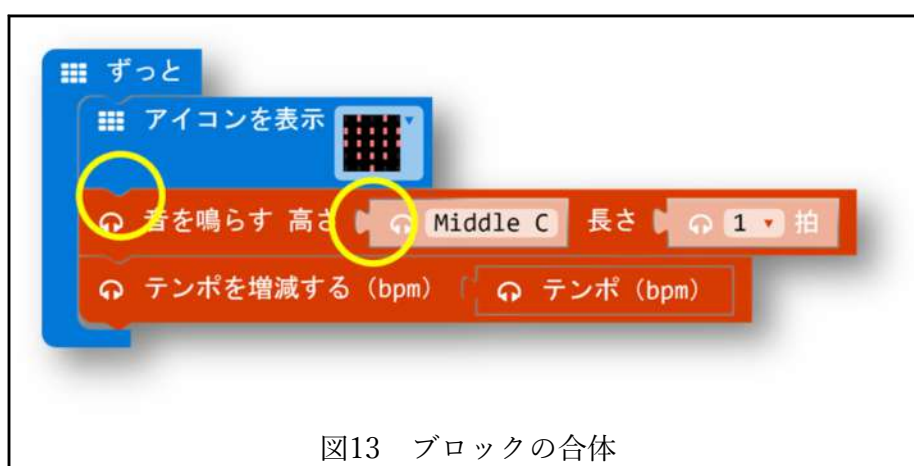 ずっと
アイコンを表示
音を鳴らす 高さ Middle C 長さ 1 拍
テンポを増減する (bpm) テンポ (bpm)
図13 ブロックの合体